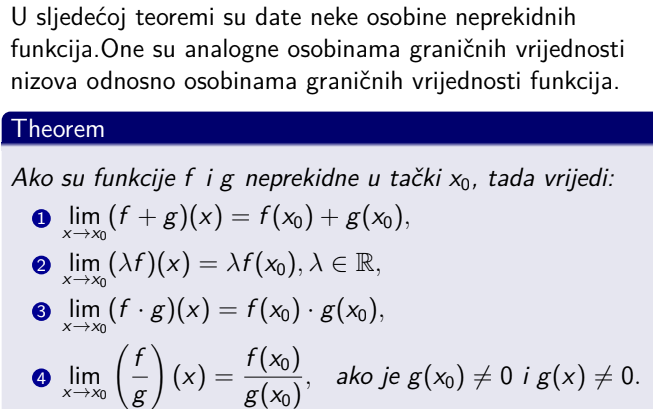 U sljedećoj teoremi su date neke osobine neprekidnih
funkcija.One su analogne osobinama graničnih vrijednosti
nizova odnosno osobinama graničnih vrijednosti funkcija.
Theorem
Ako su funkcije f i g neprekidne u tački x₀, tada vrijedi:
1 lim_{x→x₀} (f + g)(x) = f(x₀) + g(x₀),
2 lim_{x→x₀} (λf)(x) = λf(x₀), λ ∈ ℝ,
3 lim_{x→x₀} (f · g)(x) = f(x₀) · g(x₀),
4 lim_{x→x₀} (f/g)(x) = f(x₀)/g(x₀), ako je g(x₀) ≠ 0 i g(x) ≠ 0.